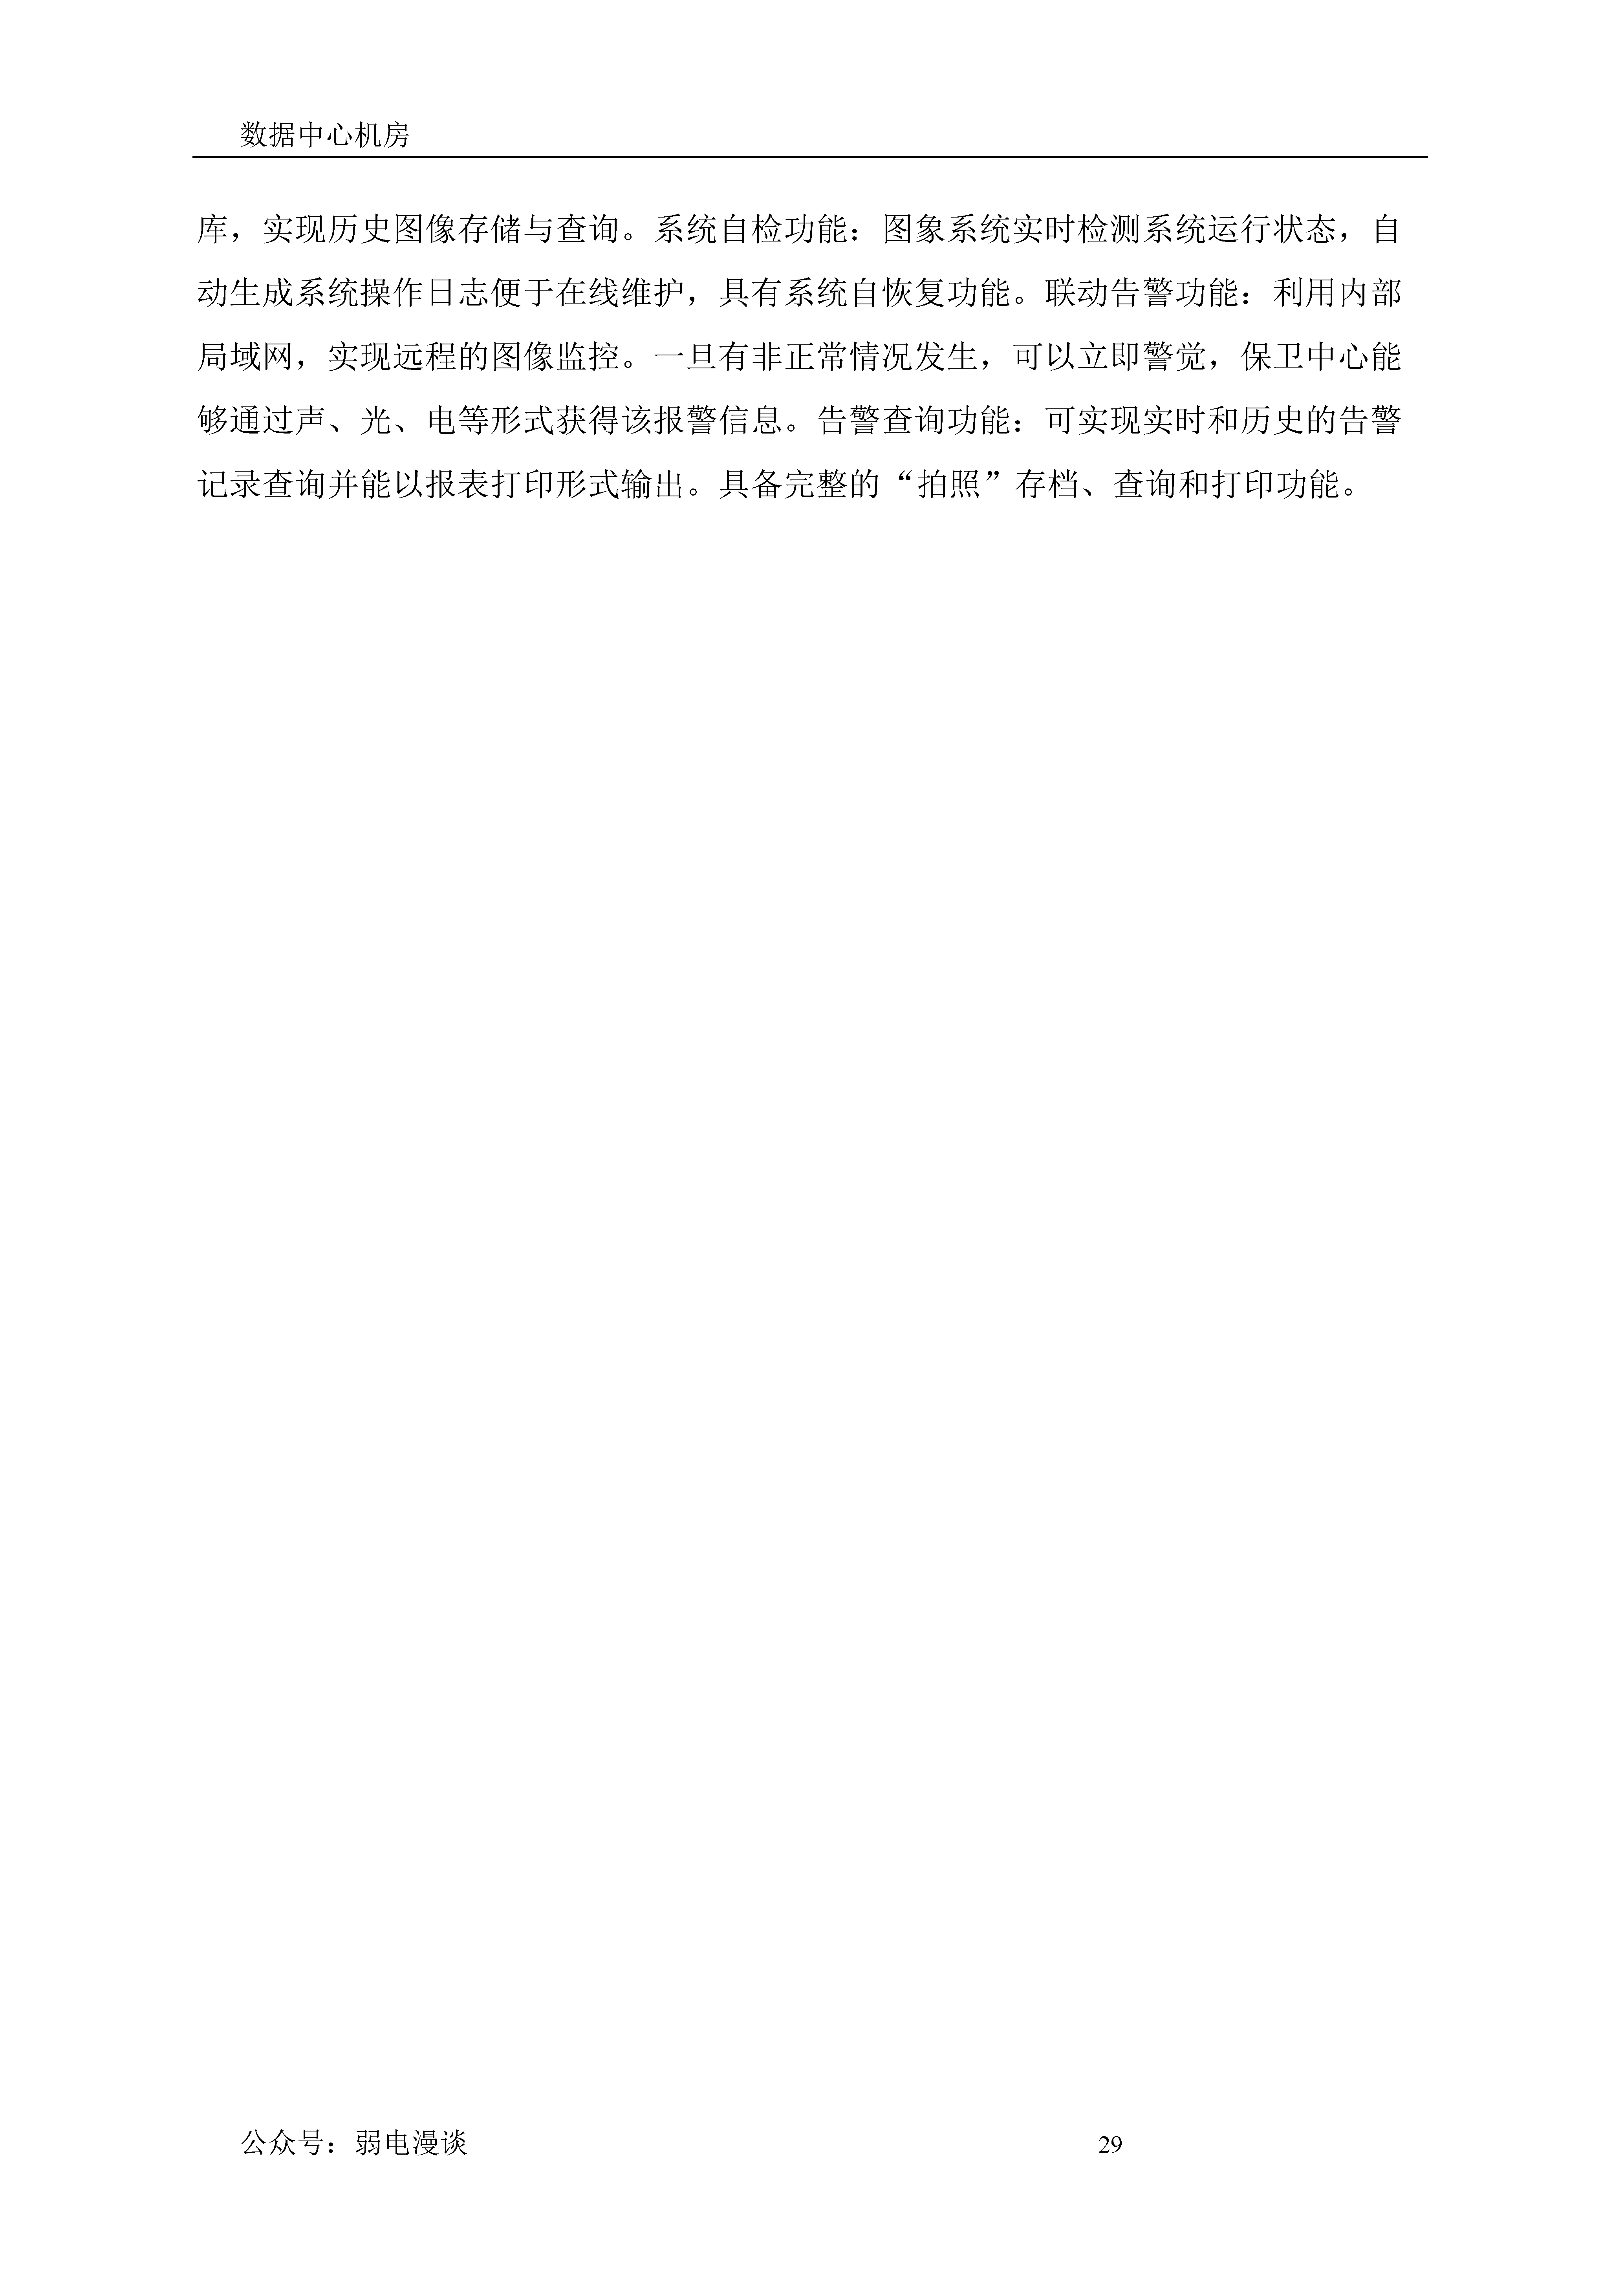 数据中心机房
库，实现历史图像存储与查询。系统自检功能：图象系统实时检测系统运行状态，自
动生成系统操作日志便于在线维护，具有系统自恢复功能。联动告警功能：利用内部
局域网，实现远程的图像监控。一旦有非正常情况发生，可以立即警觉，保卫中心能
够通过声、光、电等形式获得该报警信息。告警查询功能：可实现实时和历史的告警
记录查询并能以报表打印形式输出。具备完整的“拍照”存档、查询和打印功能。
公众号：弱电漫谈 29